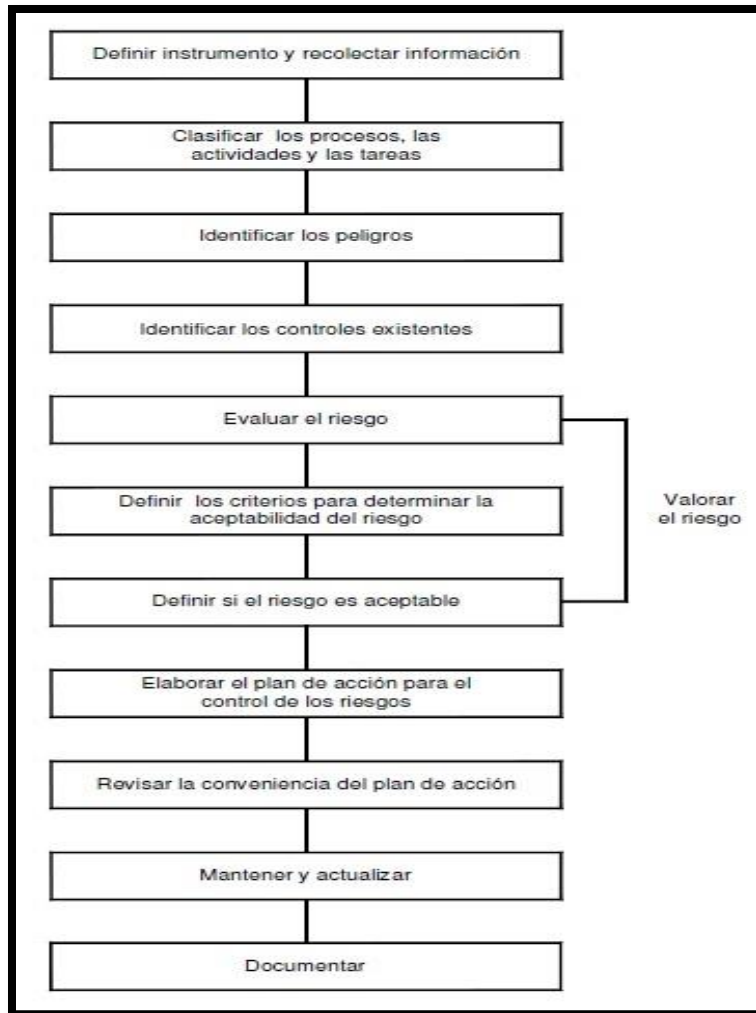 Definir instrumento y recolectar información
Clasificar los procesos, las
actividades y las tareas
Identificar los peligros
Identificar los controles existentes
Evaluar el riesgo
Definir los criterios para determinar la
aceptabilidad del riesgo
Valorar
el riesgo
Definir si el riesgo es aceptable
Elaborar el plan de acción para el
control de los riesgos
Revisar la conveniencia del plan de acción
Mantener y actualizar
Documentar